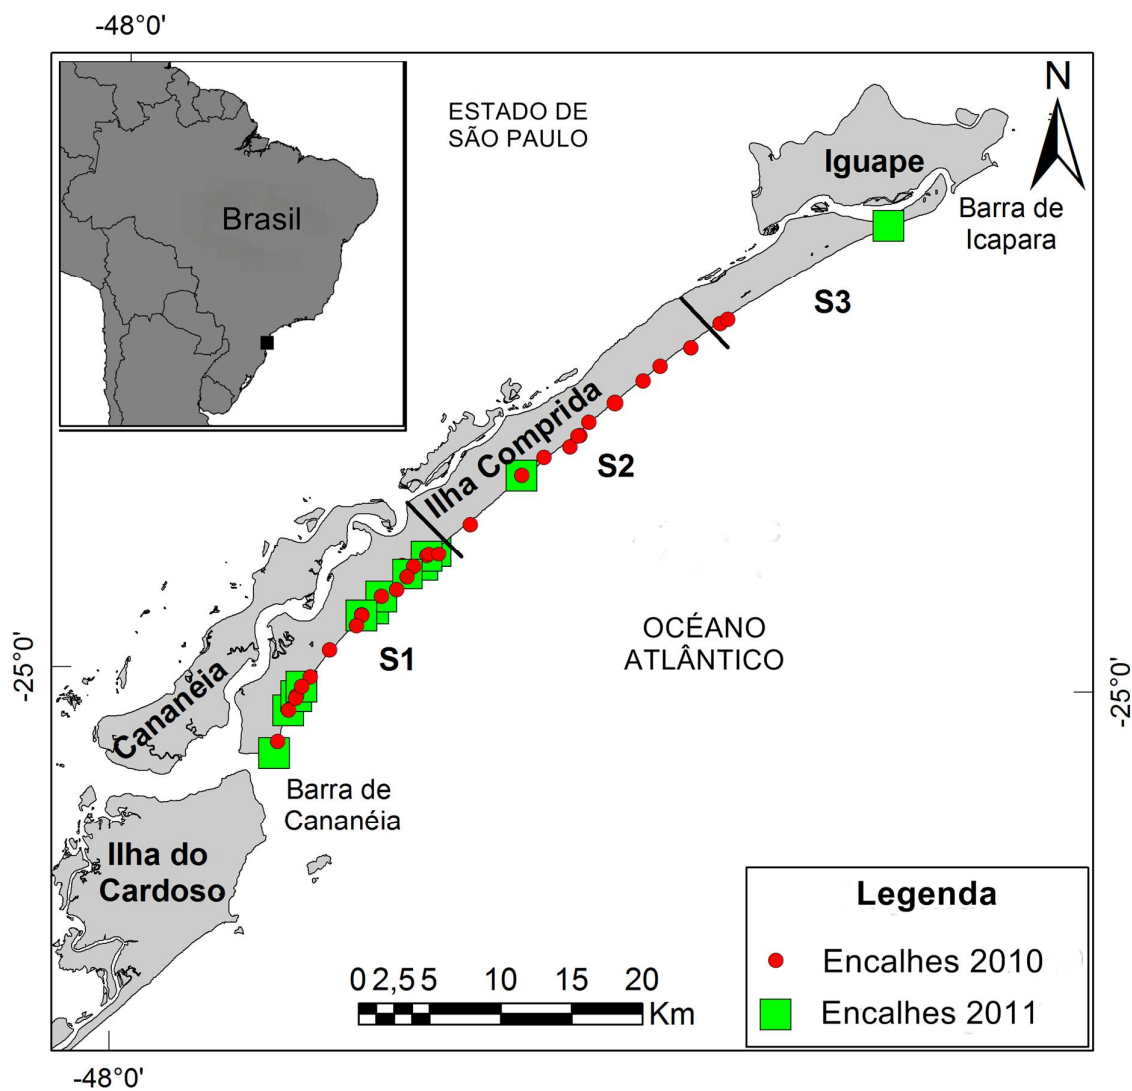 -48°0'
ESTADO DE
SÃO PAULO
N
Iguape
Barra de
Icapara
Brasil
S3
Ilha Comprida
S2
OCÉANO
ATLÂNTICO
S1
-25°0'
-25°0'
Cananéia
Barra de
Cananéia
Ilha do
Cardoso
Legenda
Encalhes 2010
Encalhes 2011
0 2,5 5 10 15 20
Km
-48°0'